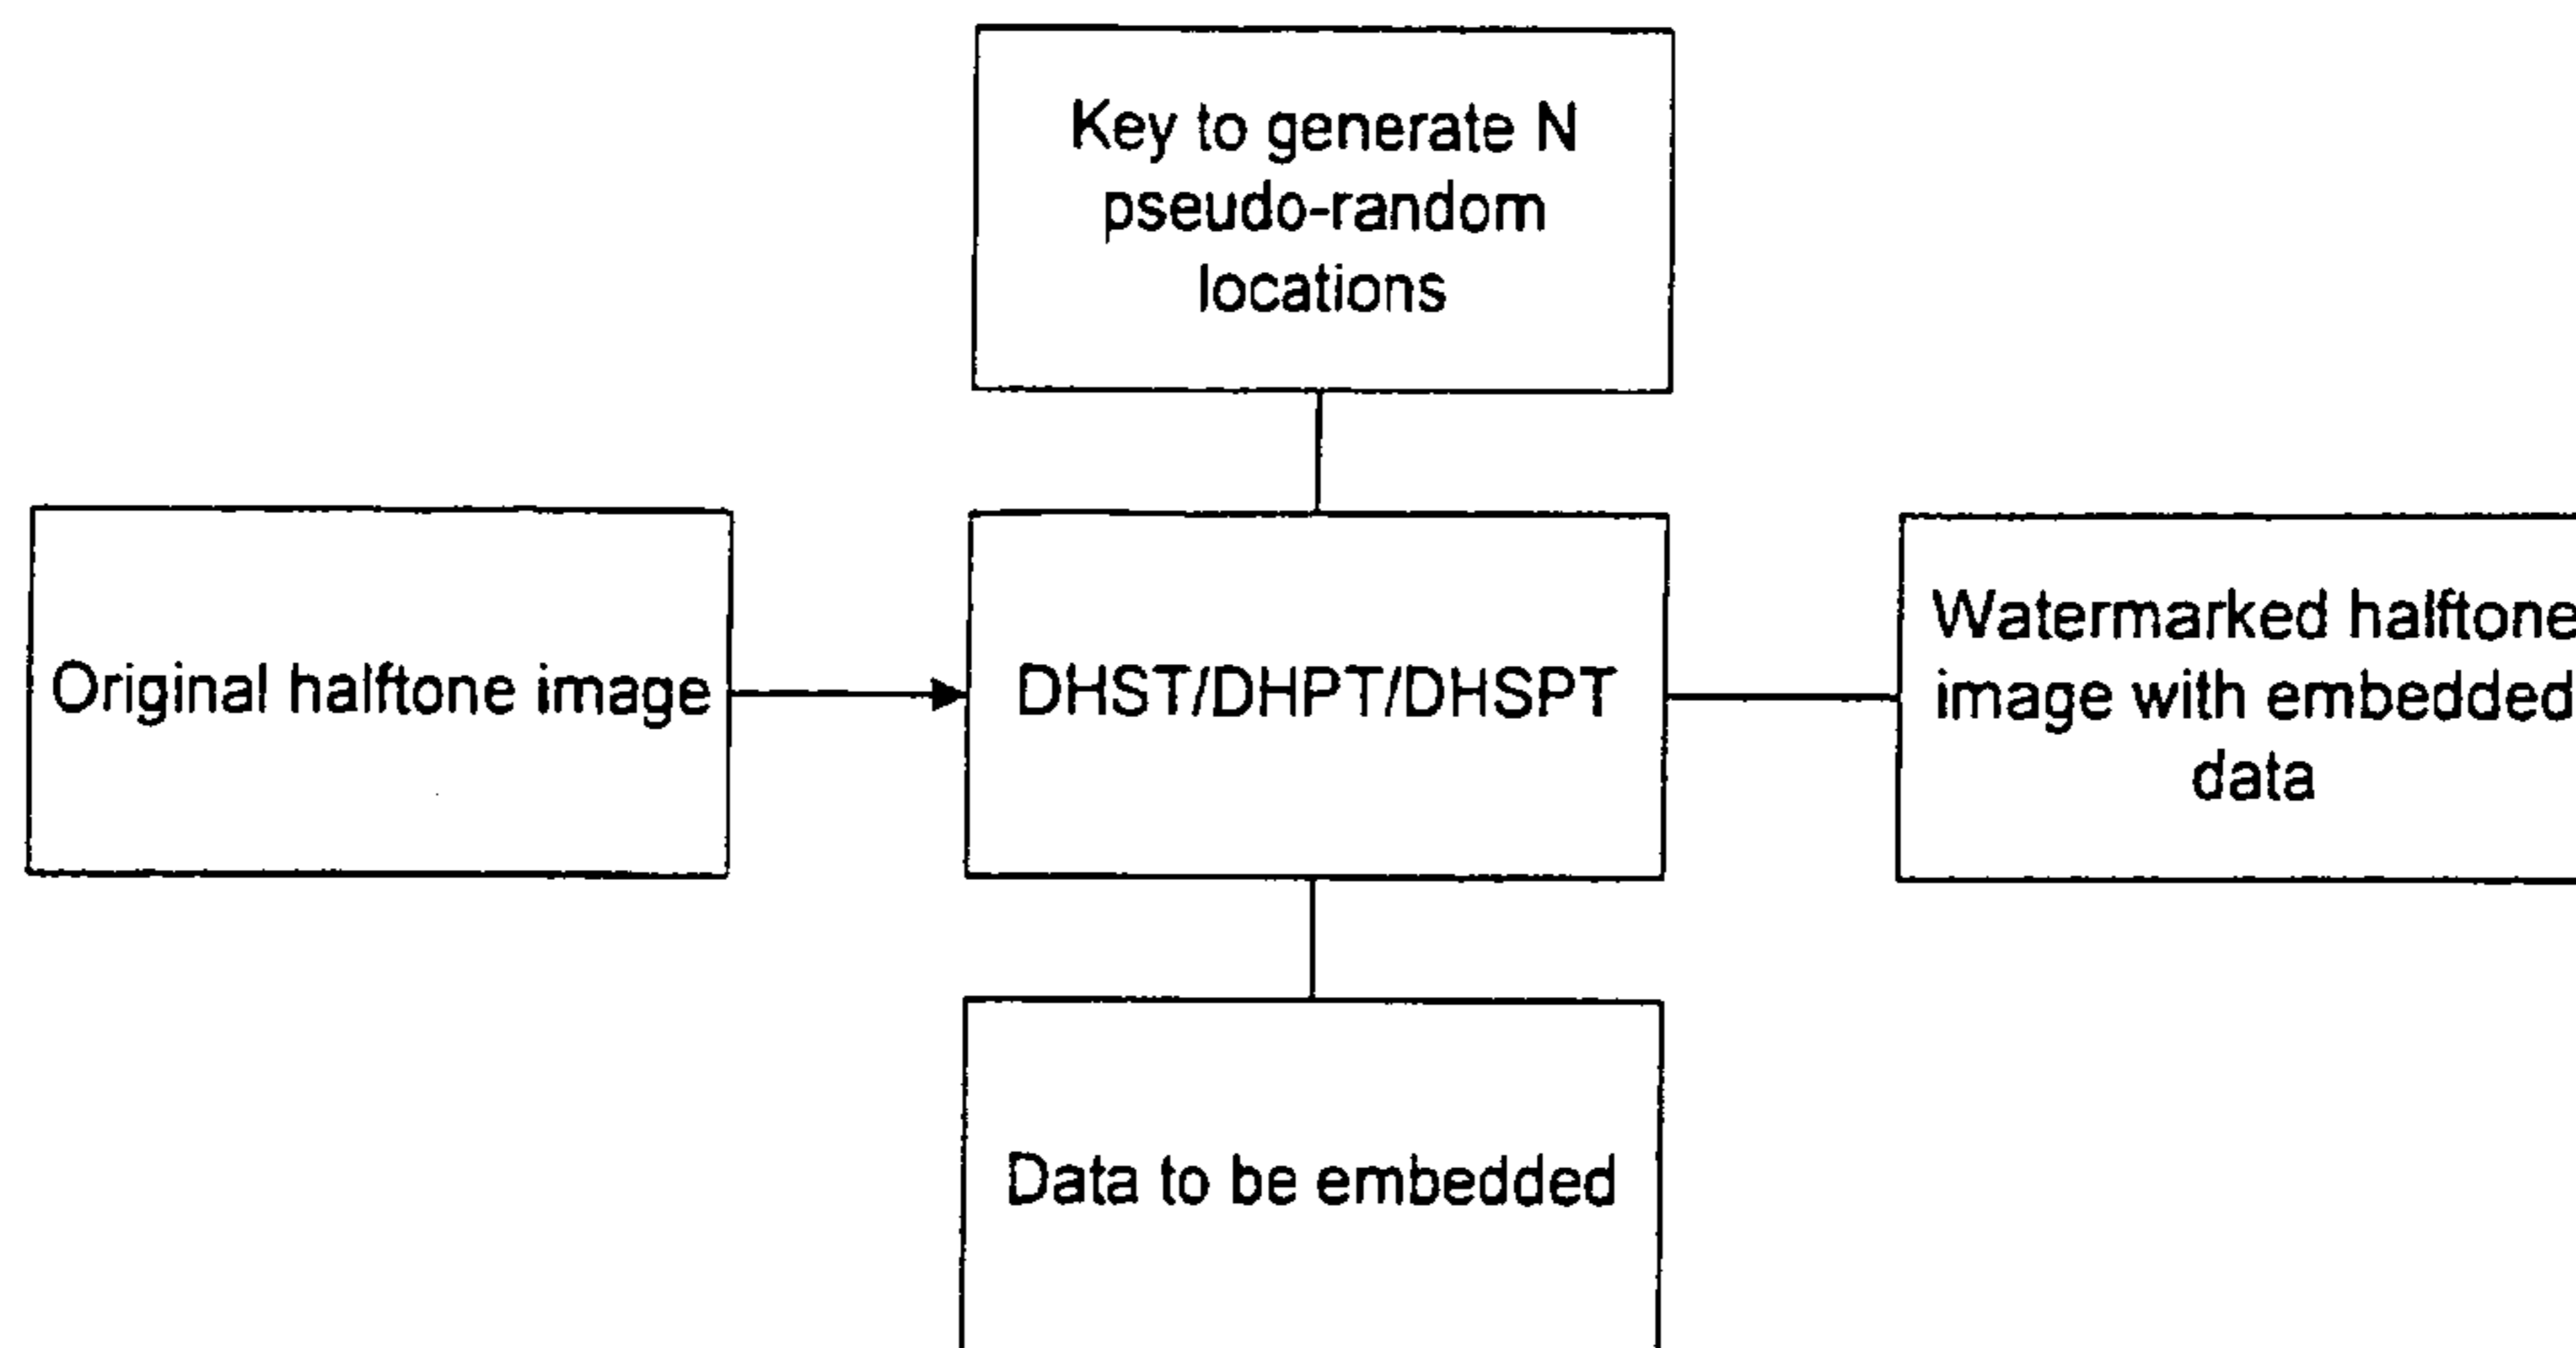 Key to generate N
pseudo-random
locations
Original halftone image
DHST/DHPT/DHSPT
Watermarked halftone
image with embedded
data
Data to be embedded